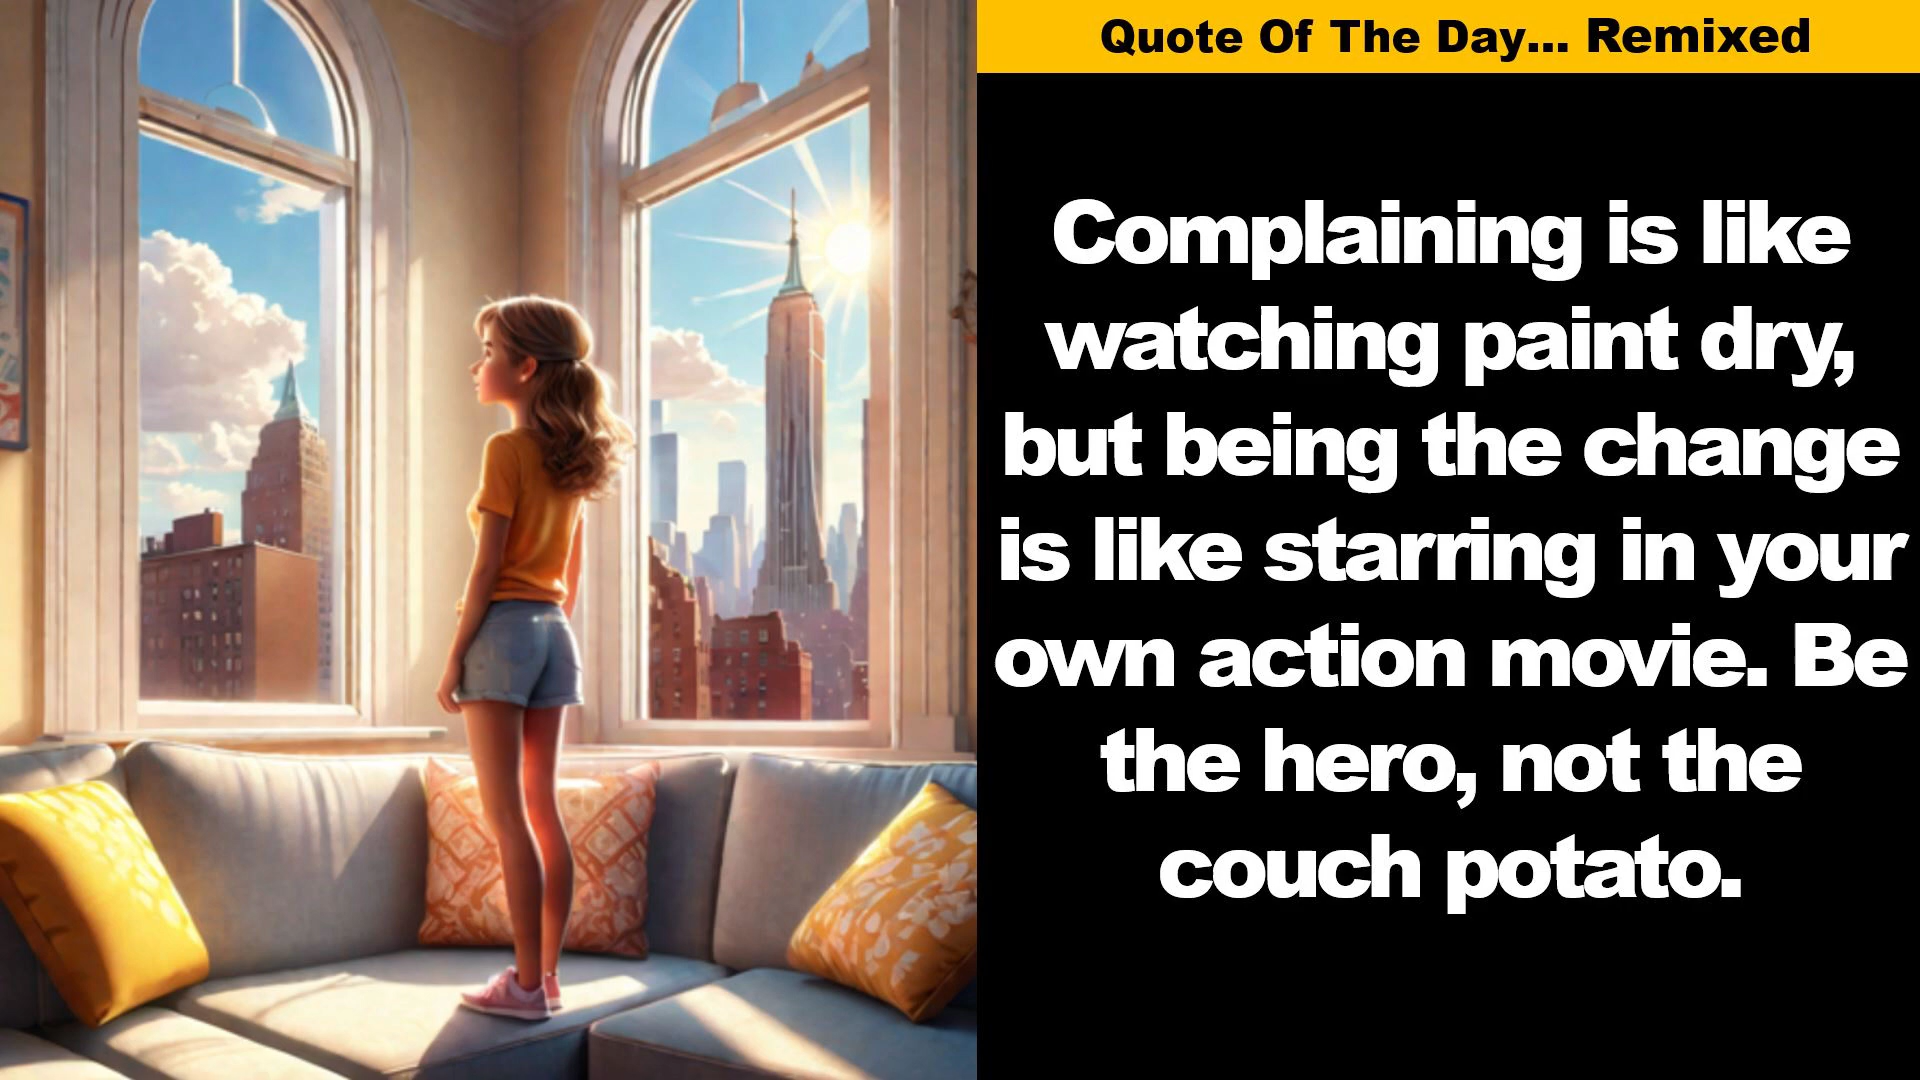 Quote Of The Day... Remixed
Complaining is like
watching paint dry,
but being the change
is like starring in your
own action movie. Be
the hero, not the
couch potato.